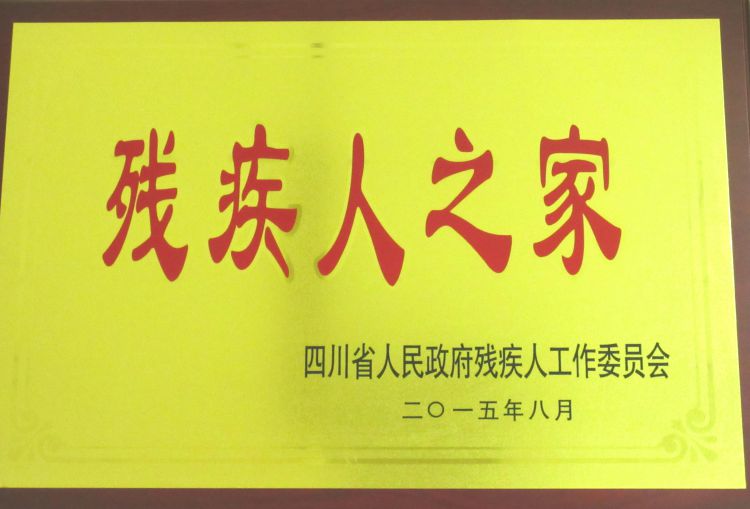 残疾人之家
四川省人民政府残疾人工作委员会
二〇一五年八月